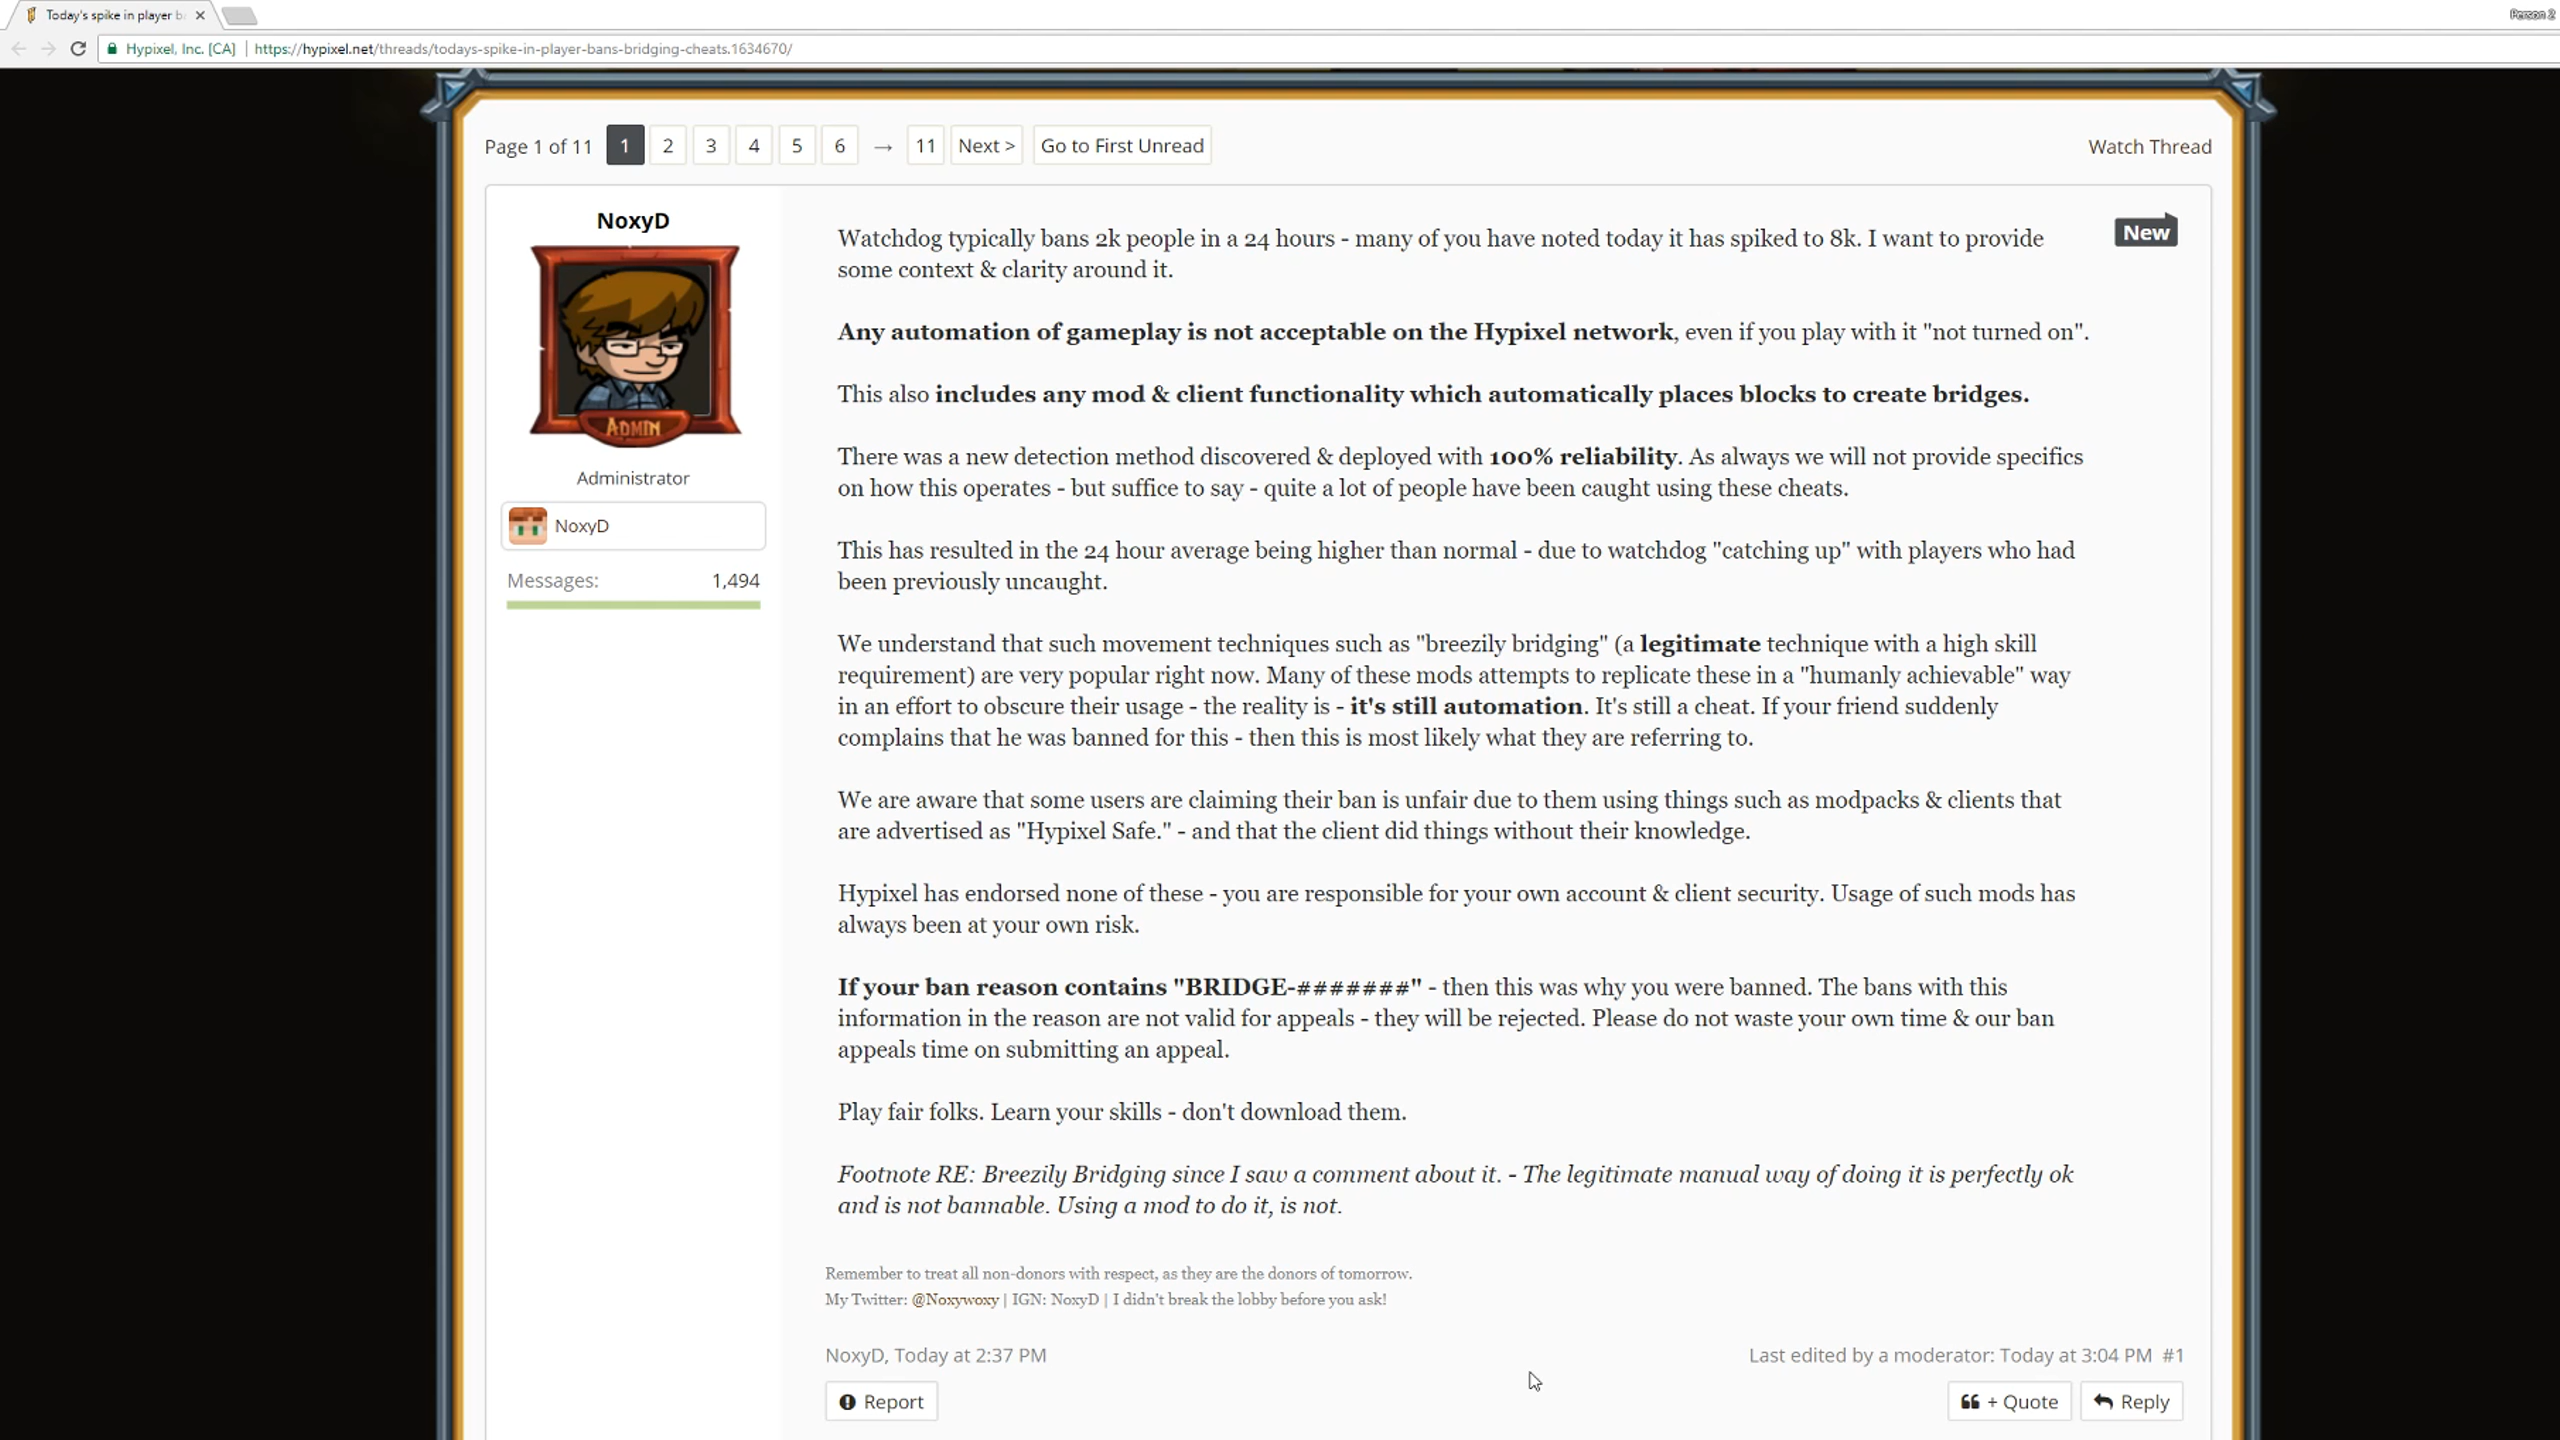 Today's spike in player b
Person 2
Hypixel, Inc. [CA]
https://hypixel.net/threads/todays-spike-in-player-bans-bridging-cheats.1634670/
Page 1 of 11 1 2 3 4 5 6 → 11 Next > Go to First Unread
Watch Thread
NoxyD
ADMIN
Administrator
NoxyD
Messages: 1,494
New
Watchdog typically bans 2k people in a 24 hours - many of you have noted today it has spiked to 8k. I want to provide
some context & clarity around it.
Any automation of gameplay is not acceptable on the Hypixel network, even if you play with it "not turned on".
This also includes any mod & client functionality which automatically places blocks to create bridges.
There was a new detection method discovered & deployed with 100% reliability. As always we will not provide specifics
on how this operates - but suffice to say - quite a lot of people have been caught using these cheats.
This has resulted in the 24 hour average being higher than normal - due to watchdog "catching up" with players who had
been previously uncaught.
We understand that such movement techniques such as "breezily bridging" (a legitimate technique with a high skill
requirement) are very popular right now. Many of these mods attempts to replicate these in a "humanly achievable" way
in an effort to obscure their usage - the reality is - it's still automation. It's still a cheat. If your friend suddenly
complains that he was banned for this - then this is most likely what they are referring to.
We are aware that some users are claiming their ban is unfair due to them using things such as modpacks & clients that
are advertised as "Hypixel Safe." - and that the client did things without their knowledge.
Hypixel has endorsed none of these - you are responsible for your own account & client security. Usage of such mods has
always been at your own risk.
If your ban reason contains "BRIDGE-#######" - then this was why you were banned. The bans with this
information in the reason are not valid for appeals - they will be rejected. Please do not waste your own time & our ban
appeals time on submitting an appeal.
Play fair folks. Learn your skills - don't download them.
Footnote RE: Breezily Bridging since I saw a comment about it. - The legitimate manual way of doing it is perfectly ok
and is not bannable. Using a mod to do it, is not.
Remember to treat all non-donors with respect, as they are the donors of tomorrow.
My Twitter: @Noxywoxy | IGN: NoxyD | I didn't break the lobby before you ask!
NoxyD, Today at 2:37 PM
Last edited by a moderator: Today at 3:04 PM #1
Report
+ Quote
Reply